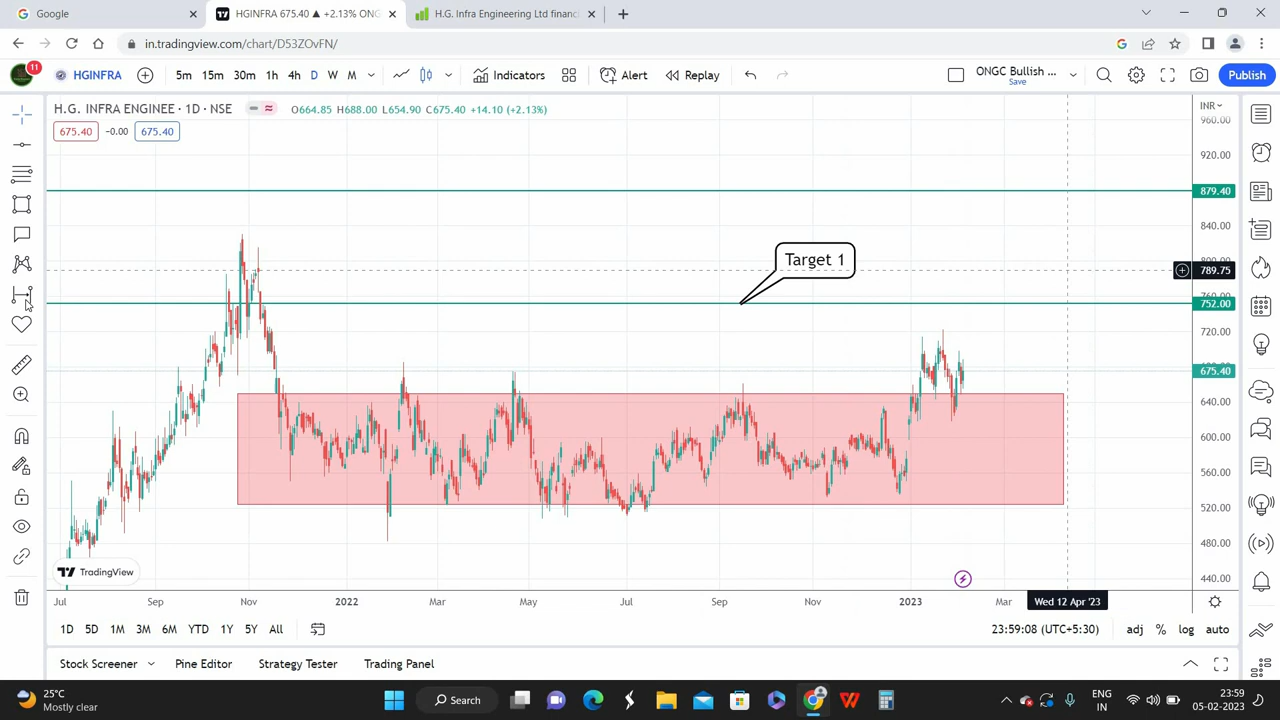 Google
HGINFRA 675.40 ▲ +2.13% ONG
H.G. Infra Engineering Ltd financ
in.tradingview.com/chart/D53ZOvFN/
11
HGINFRA
5m 15m 30m 1h 4h D W M
Indicators
Alert
Replay
ONGC Bullish ...
Save
Publish
H.G. INFRA ENGINEE · 1D · NSE
O664.85 H688.00 L654.90 C675.40 +14.10 (+2.13%)
INR
675.40 -0.00 675.40
960.00
920.00
879.40
840.00
Target 1
789.75
752.00
720.00
675.40
640.00
600.00
560.00
520.00
480.00
440.00
TradingView
Jul Sep Nov 2022 Mar May Jul Sep Nov 2023 Mar Wed 12 Apr '23
1D 5D 1M 3M 6M YTD 1Y 5Y All
23:59:08 (UTC+5:30) adj % log auto
Stock Screener Pine Editor Strategy Tester Trading Panel
25°C
Mostly clear
Search
ENG
IN
23:59
05-02-2023